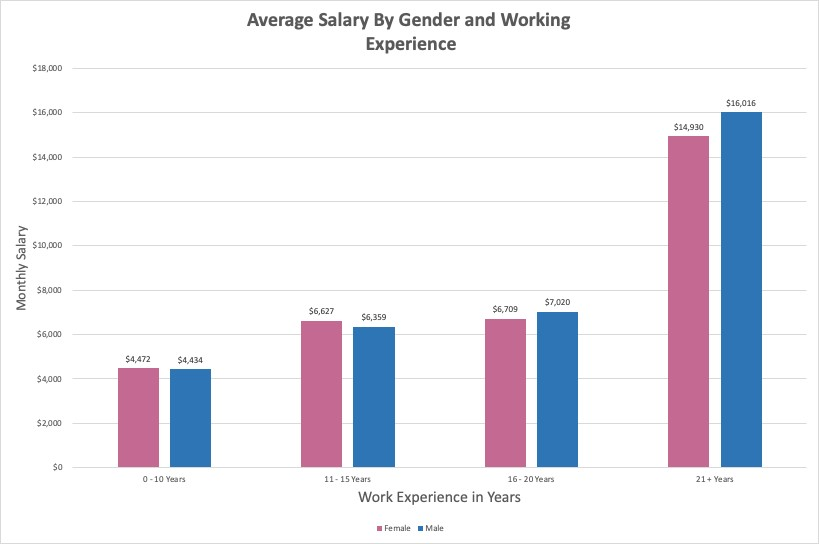 Average Salary By Gender and Working
Experience
$18,000
$16,000
$14,000
$12,000
$10,000
$8,000
$6,000
$4,000
$2,000
$0
Monthly Salary
$4,472
$4,434
$6,627
$6,359
$6,709
$7,020
$14,930
$16,016
0 - 10 Years
11 - 15 Years
16 - 20 Years
21 + Years
Work Experience in Years
Female
Male